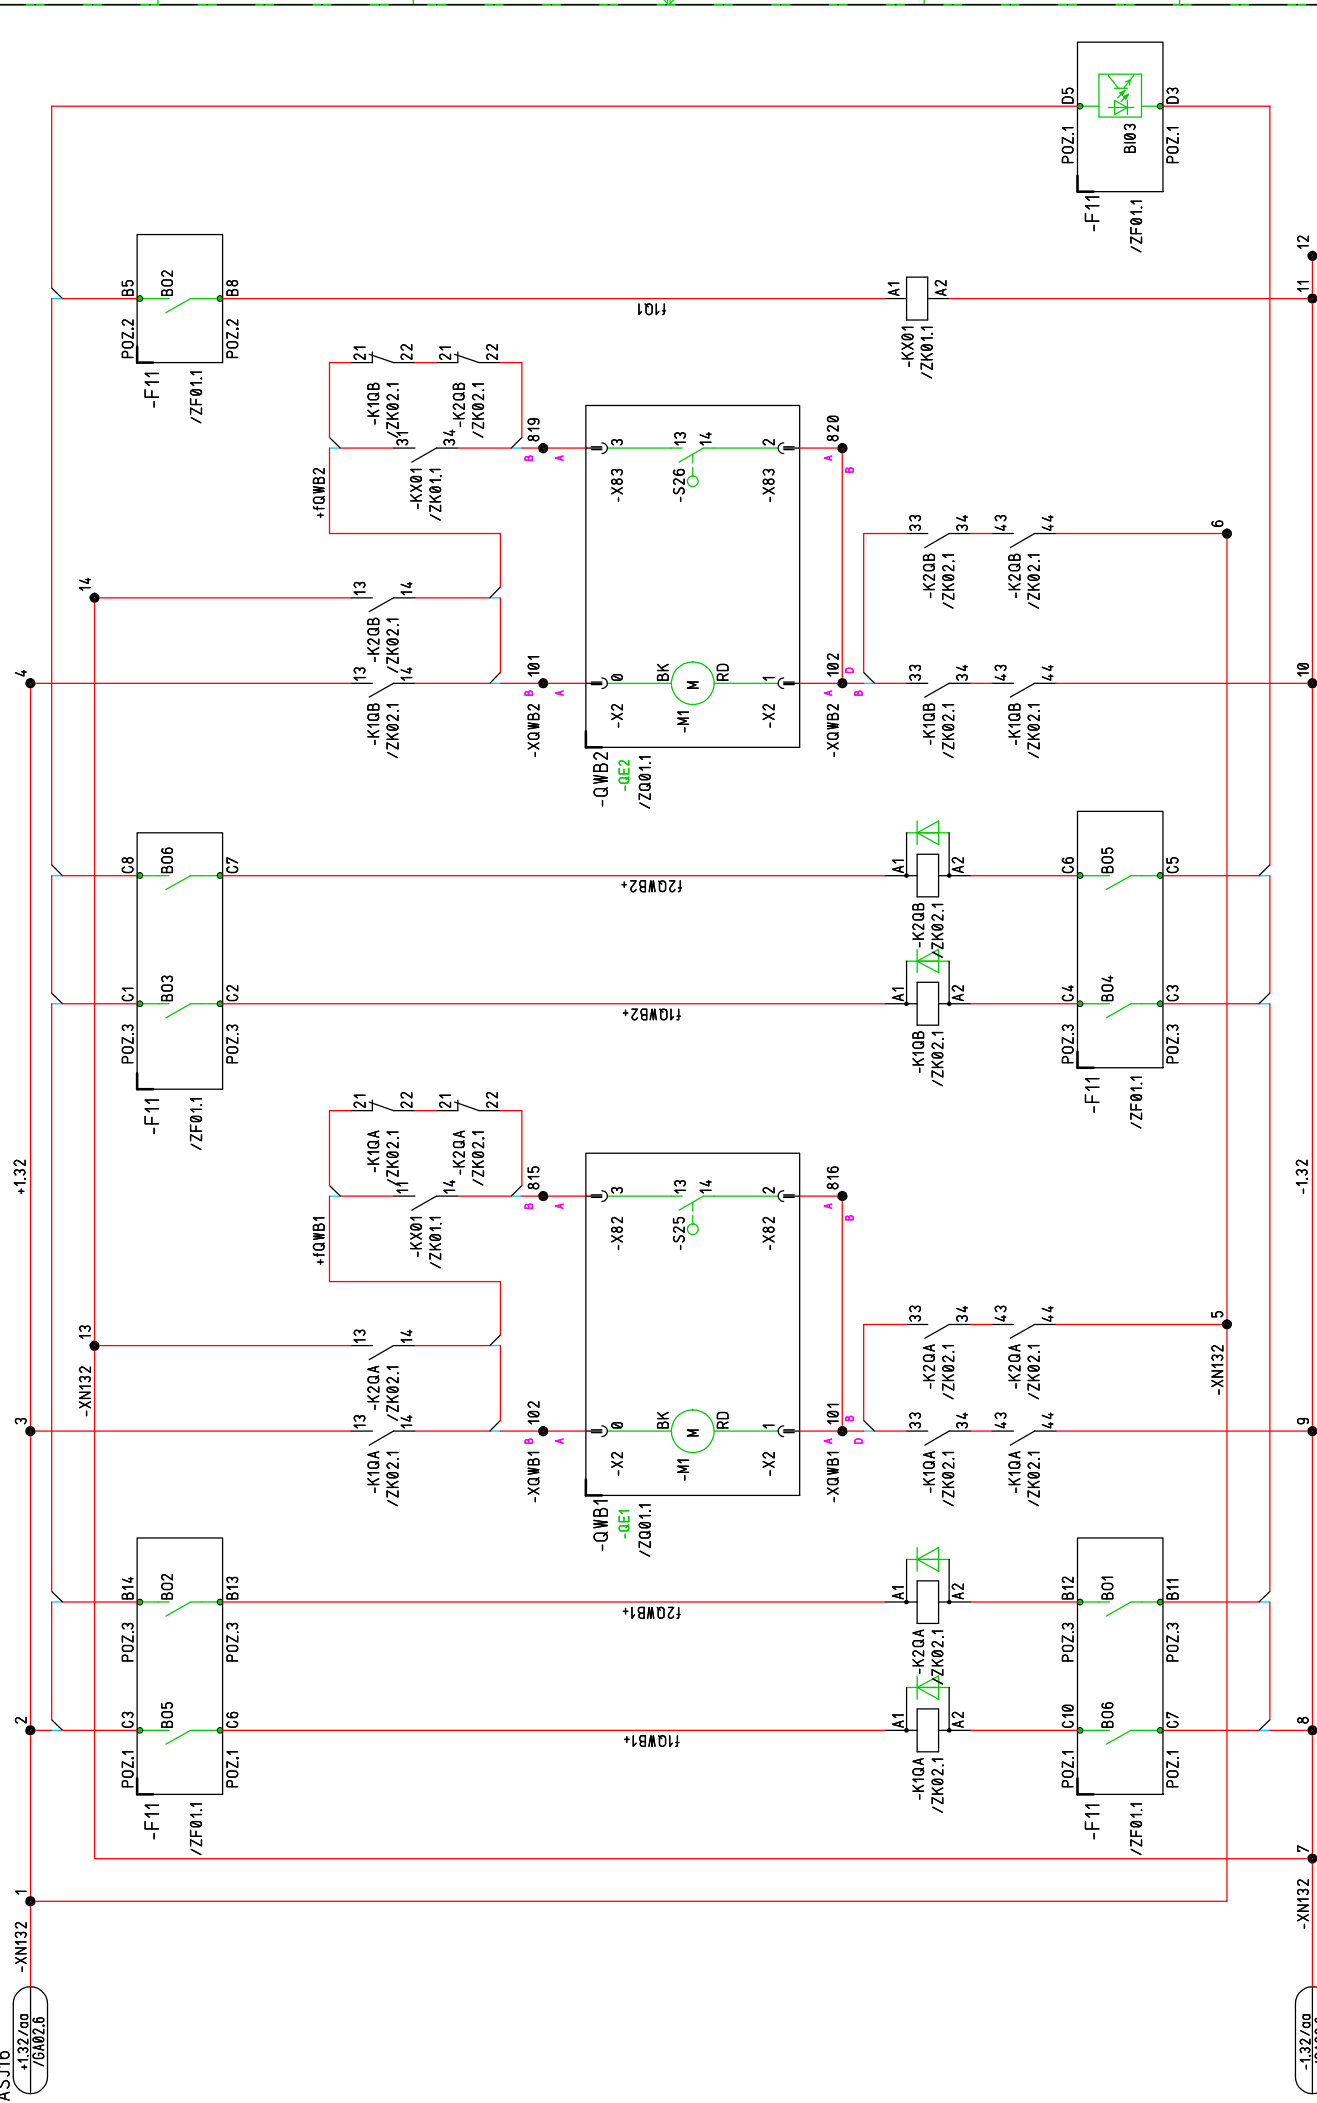 ASJ16
+1.32/aa
/GA02.6
-XN132
1
2
3
+1.32
4
-XN132
13
14
POZ.1
C3
POZ.3
B14
POZ.3
C1
C8
POZ.2
B5
-F11
BO5
BO2
-F11
BO3
BO6
-F11
BO2
/ZF01.1
/ZF01.1
/ZF01.1
POZ.1
C6
POZ.3
B13
POZ.3
C2
C7
POZ.2
B8
+fQWB1
+fQWB2
-K1QA
/ZK02.1
13
14
-K2QA
/ZK02.1
13
14
-K1QA
/ZK02.1
21
22
-KX01
/ZK01.1
11
14
-K2QA
/ZK02.1
21
22
-K1QB
/ZK02.1
13
14
-K2QB
/ZK02.1
13
14
-K1QB
/ZK02.1
21
22
-KX01
/ZK01.1
31
34
-K2QB
/ZK02.1
21
22
-XQWB1
B
102
A
B
815
A
-XQWB2
B
101
A
B
819
A
-QWB1
-QE1
/ZQ01.1
-X2
0
-X82
3
-M1
BK
M
RD
-S25
13
14
-X2
1
-X82
2
-QWB2
-QE2
/ZQ01.1
-X2
0
-X83
3
-M1
BK
M
RD
-S26
13
14
-X2
1
-X83
2
f1QWB1+
f2QWB1+
f1QWB2+
f2QWB2+
f1Q1
-XQWB1
A
101
B
D
A
816
B
-XQWB2
A
102
D
B
A
820
B
-K1QA
/ZK02.1
A1
A2
-K2QA
/ZK02.1
A1
A2
-K1QA
/ZK02.1
33
34
-K2QA
/ZK02.1
33
34
-K1QA
/ZK02.1
43
44
-K2QA
/ZK02.1
43
44
-K1QB
/ZK02.1
A1
A2
-K2QB
/ZK02.1
A1
A2
-K1QB
/ZK02.1
33
34
-K2QB
/ZK02.1
33
34
-K1QB
/ZK02.1
43
44
-K2QB
/ZK02.1
43
44
-KX01
/ZK01.1
A1
A2
POZ.1
C10
POZ.3
B12
POZ.3
C4
C6
POZ.1
D5
-F11
BO6
BO1
-F11
BO4
BO5
-F11
BI03
/ZF01.1
/ZF01.1
/ZF01.1
POZ.1
C7
POZ.3
B11
POZ.3
C3
C5
POZ.1
D3
-XN132
5
6
-1.32/aa
-XN132
7
8
9
-1.32
10
11
12